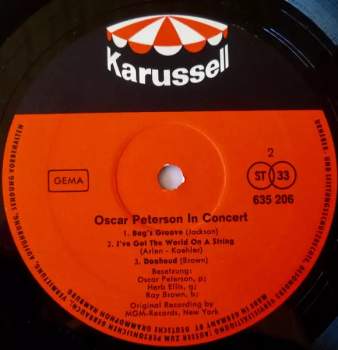 Karussell
GEMA
2
ST 33
635 206
Oscar Peterson In Concert
1. Bag's Groove (Jackson)
2. I've Got The World On A String
(Arlen - Koehler)
3. Daahoud (Brown)
Besetzung:
Oscar Peterson, p;
Herb Ellis, g;
Ray Brown, b;
Original Recording by
MGM-Records, New York